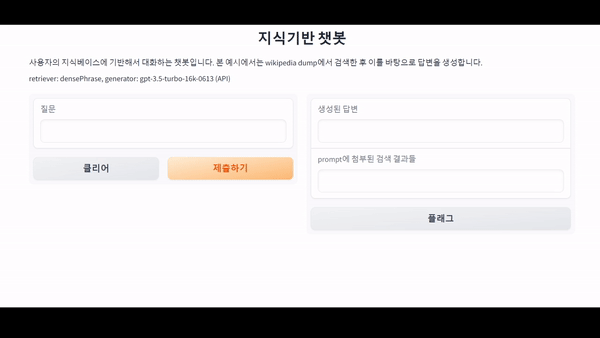 지식기반 챗봇
사용자의 지식베이스에 기반해서 대화하는 챗봇입니다. 본 예시에서는 wikipedia dump에서 검색한 후 이를 바탕으로 답변을 생성합니다.
retriever: densePhrase, generator: gpt-3.5-turbo-16k-0613 (API)
질문
클리어
제출하기
생성된 답변
prompt에 첨부된 검색 결과들
플래그